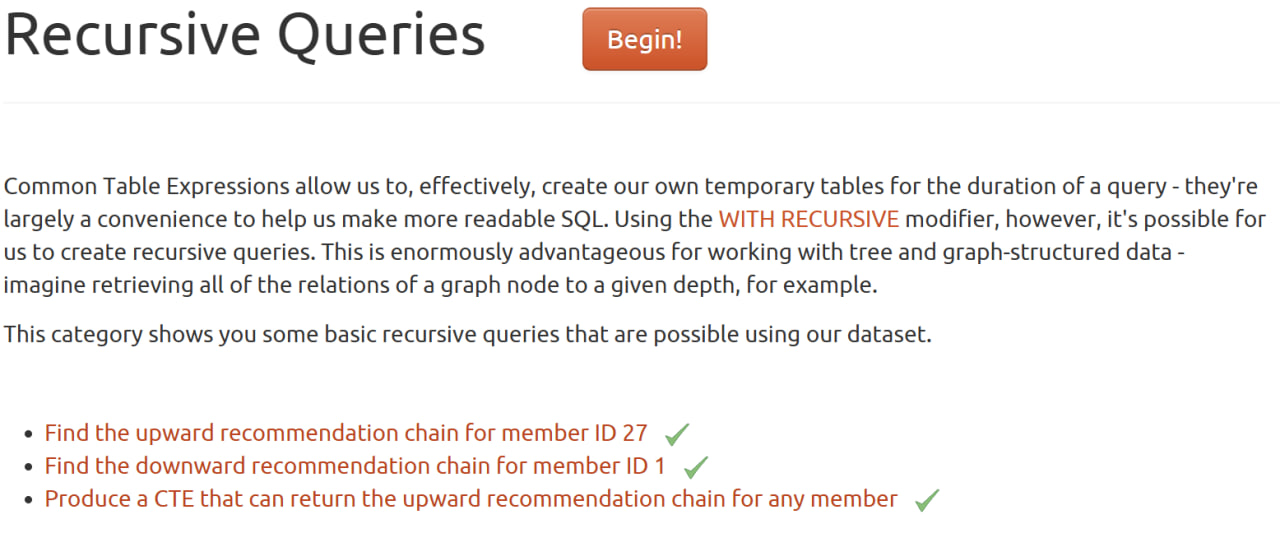 Recursive Queries
Begin!
Common Table Expressions allow us to, effectively, create our own temporary tables for the duration of a query - they're
largely a convenience to help us make more readable SQL. Using the WITH RECURSIVE modifier, however, it's possible for
us to create recursive queries. This is enormously advantageous for working with tree and graph-structured data -
imagine retrieving all of the relations of a graph node to a given depth, for example.
This category shows you some basic recursive queries that are possible using our dataset.
• Find the upward recommendation chain for member ID 27
• Find the downward recommendation chain for member ID 1
• Produce a CTE that can return the upward recommendation chain for any member